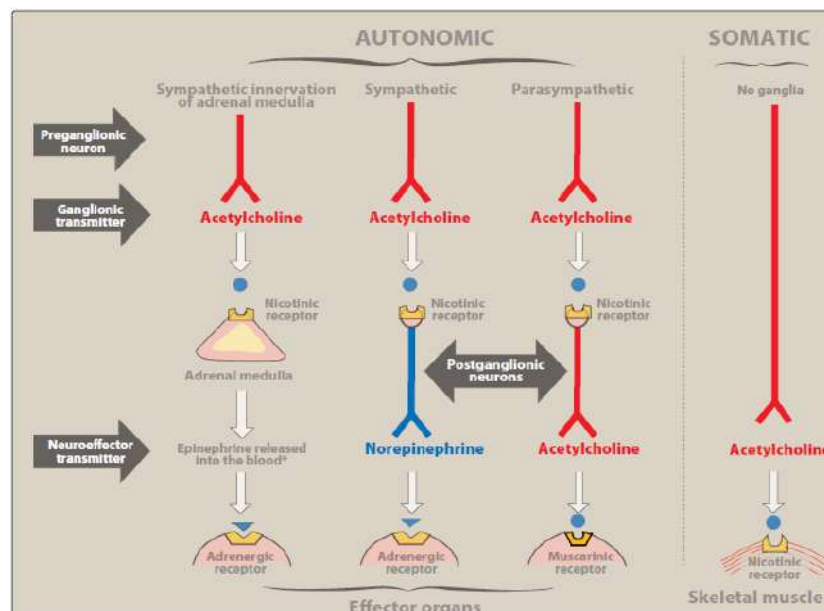 AUTONOMIC
SOMATIC
Sympathetic innervation
of adrenal medulla
Sympathetic
Parasympathetic
No ganglia
Preganglionic
neuron
Ganglionic
transmitter
Acetylcholine
Acetylcholine
Acetylcholine
Nicotinic
receptor
Nicotinic
receptor
Nicotinic
receptor
Adrenal medulla
Postganglionic
neurons
Neuroeffector
transmitter
Epinephrine released
into the blood*
Norepinephrine
Acetylcholine
Acetylcholine
Adrenergic
receptor
Adrenergic
receptor
Muscarinic
receptor
Nicotinic
receptor
Effector organs
Skeletal muscle